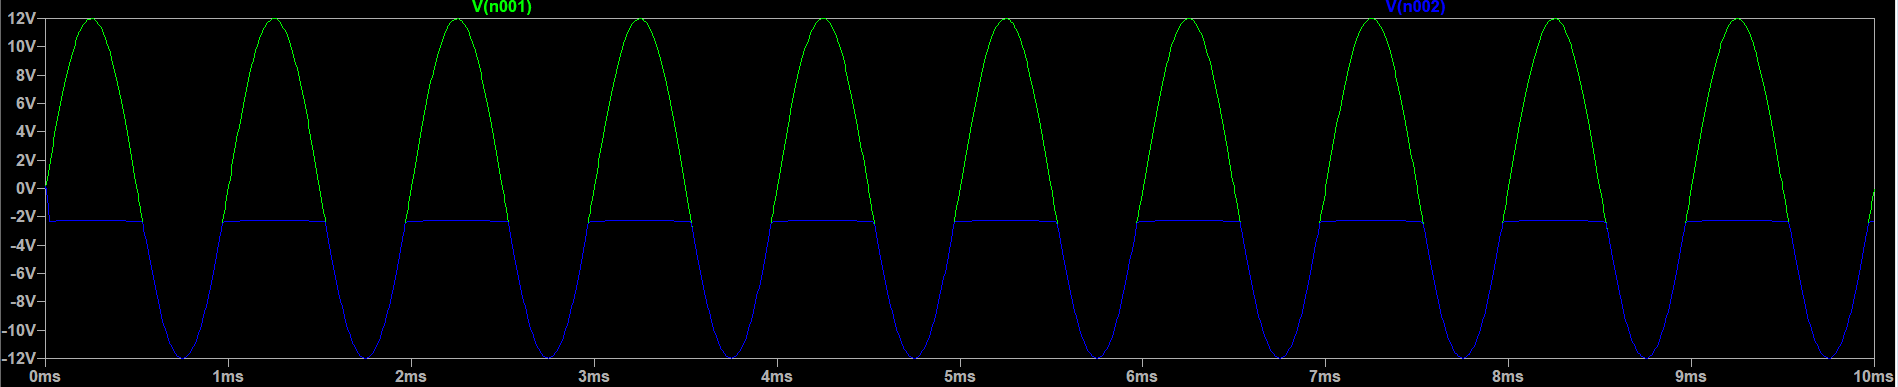 V(n001) V(n002)
12V
10V
8V
6V
4V
2V
0V
-2V
-4V
-6V
-8V
-10V
-12V
0ms 1ms 2ms 3ms 4ms 5ms 6ms 7ms 8ms 9ms 10ms